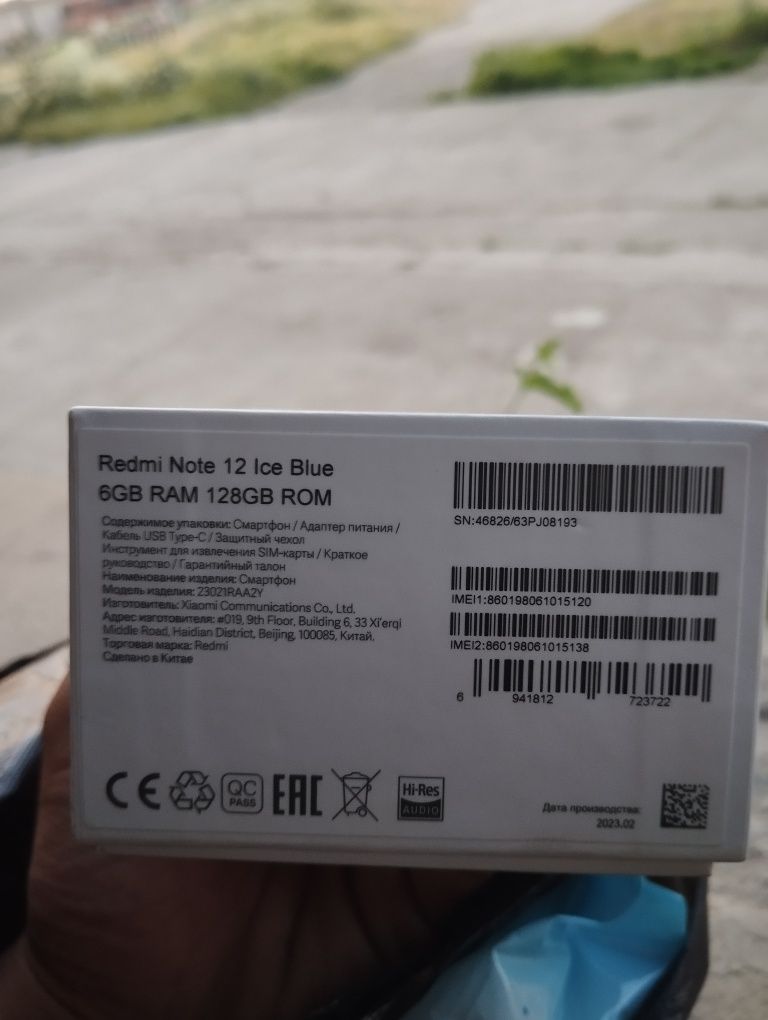 Redmi Note 12 Ice Blue
6GB RAM 128GB ROM
Содержимое упаковки: Смартфон / Адаптер питания /
Кабель USB Type-C / Защитный чехол
Инструмент для извлечения SIM-карты / Краткое
руководство / Гарантийный талон
Наименование изделия: Смартфон
Модель изделия: 23021RAA2Y
Изготовитель: Xiaomi Communications Co., Ltd.
Адрес изготовителя: #019, 9th Floor, Building 6, 33 Xi'erqi
Middle Road, Haidian District, Beijing, 100085, Китай.
Торговая марка: Redmi
Сделано в Китае
SN:46826/63PJ08193
IMEI1:860198061015120
IMEI2:860198061015138
6 941812 723722
CE
QC
PASS
EAC
Hi-Res
AUDIO
Дата производства:
2023.02